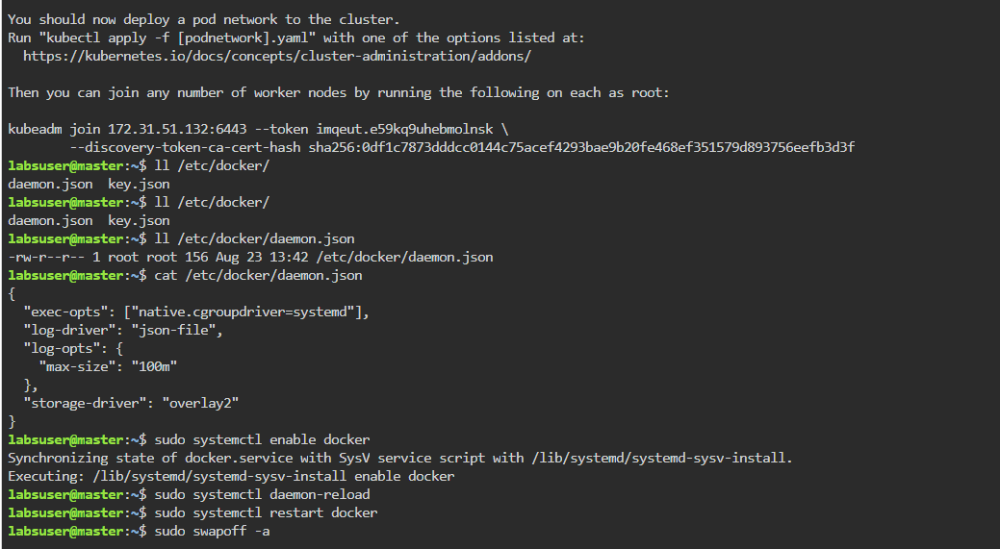 You should now deploy a pod network to the cluster.
Run "kubectl apply -f [podnetwork].yaml" with one of the options listed at:
  https://kubernetes.io/docs/concepts/cluster-administration/addons/

Then you can join any number of worker nodes by running the following on each as root:

kubeadm join 172.31.51.132:6443 --token imqeut.e59kq9uhebmolnsk \
        --discovery-token-ca-cert-hash sha256:0df1c7873dddcc0144c75acef4293bae9b20fe468ef351579d893756eefb3d3f
labsuser@master:~$ ll /etc/docker/
daemon.json  key.json
labsuser@master:~$ ll /etc/docker/
daemon.json  key.json
labsuser@master:~$ ll /etc/docker/daemon.json
-rw-r--r-- 1 root root 156 Aug 23 13:42 /etc/docker/daemon.json
labsuser@master:~$ cat /etc/docker/daemon.json
{
  "exec-opts": ["native.cgroupdriver=systemd"],
  "log-driver": "json-file",
  "log-opts": {
    "max-size": "100m"
  },
  "storage-driver": "overlay2"
}
labsuser@master:~$ sudo systemctl enable docker
Synchronizing state of docker.service with SysV service script with /lib/systemd/systemd-sysv-install.
Executing: /lib/systemd/systemd-sysv-install enable docker
labsuser@master:~$ sudo systemctl daemon-reload
labsuser@master:~$ sudo systemctl restart docker
labsuser@master:~$ sudo swapoff -a